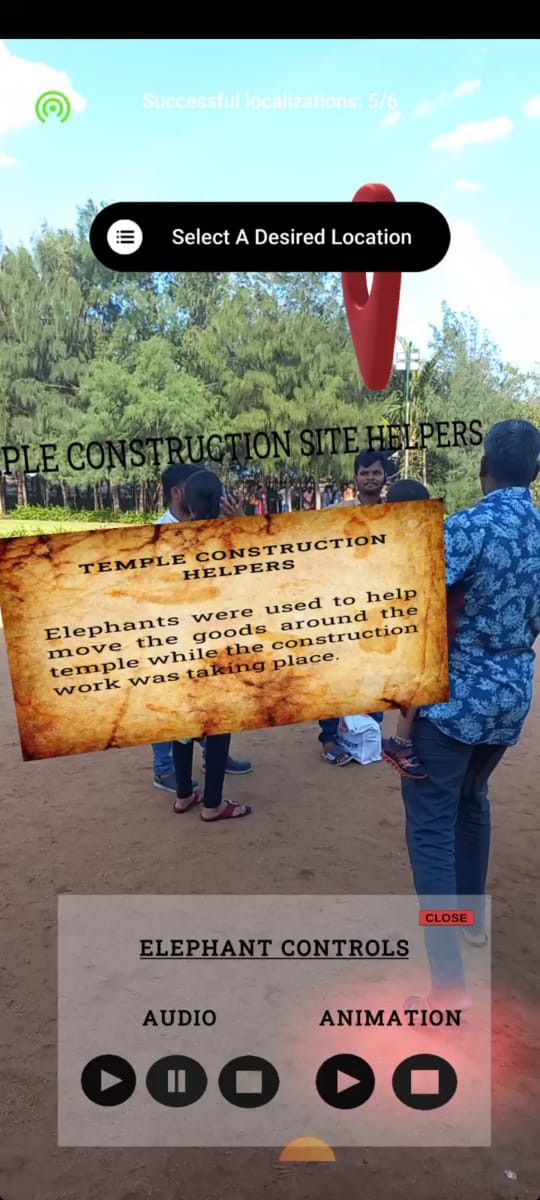 Successful localizations: 5/6
Select A Desired Location
PLE CONSTRUCTION SITE HELPERS
TEMPLE CONSTRUCTION
HELPERS
Elephants were used to help
move the goods around the
temple while the construction
work was taking place.
CLOSE
ELEPHANT CONTROLS
AUDIO
ANIMATION